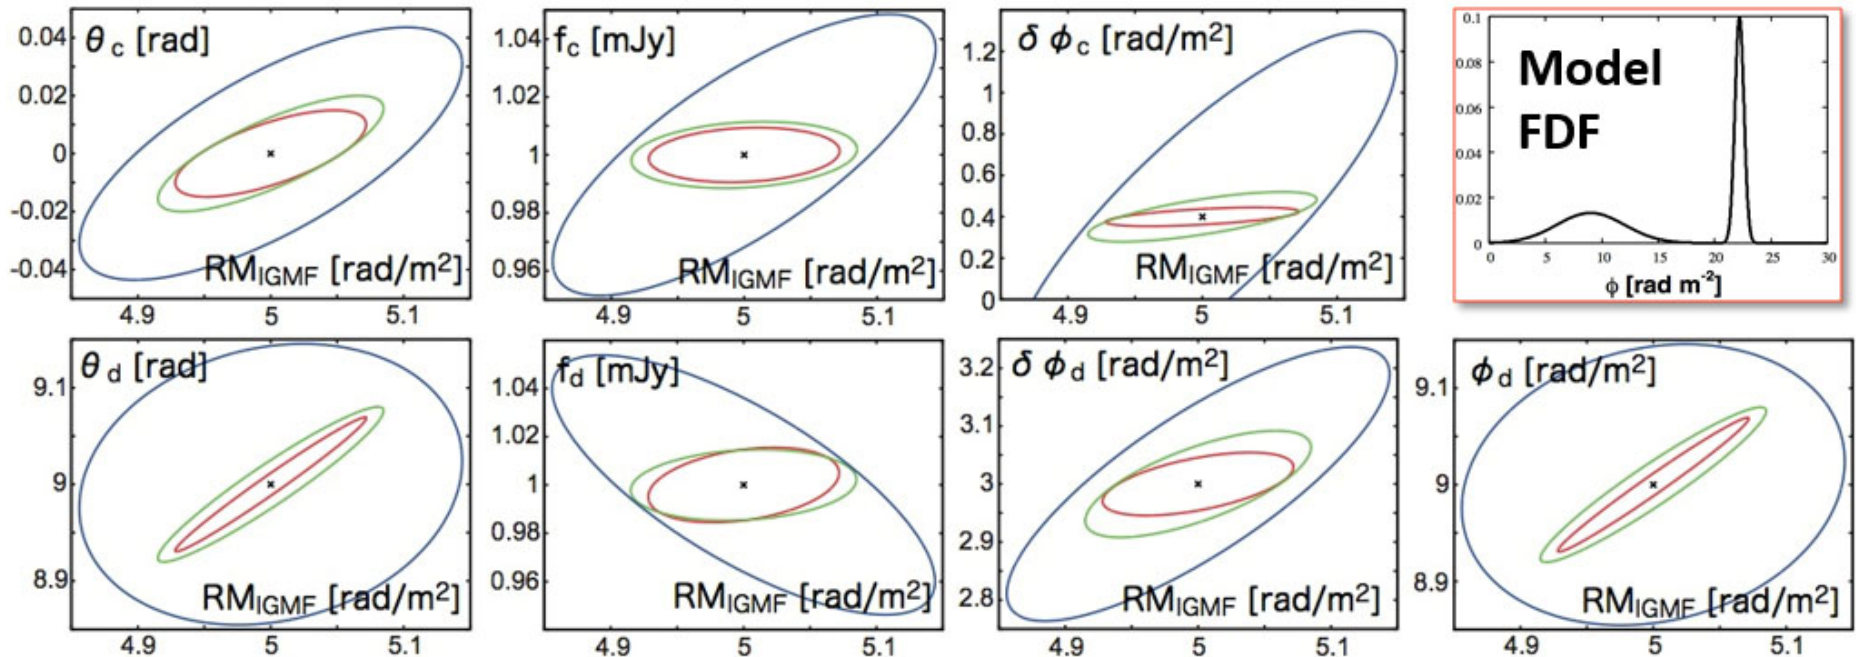 θ c [rad]
0.04
0.02
0
-0.02
-0.04
RMIGMF [rad/m²]
4.9 5 5.1
fc [mJy]
1.04
1.02
1
0.98
0.96
RMIGMF [rad/m²]
4.9 5 5.1
δ ϕc [rad/m²]
1.2
1
0.8
0.6
0.4
0.2
0
RMIGMF [rad/m²]
4.9 5 5.1
Model
FDF
0.1
0.08
0.06
0.04
0.02
0
0 5 10 15 20 25 30
ϕ [rad m⁻²]
θ d [rad]
9.1
9
8.9
RMIGMF [rad/m²]
4.9 5 5.1
fd [mJy]
1.04
1.02
1
0.98
0.96
RMIGMF [rad/m²]
4.9 5 5.1
δ ϕd [rad/m²]
3.2
3.1
3
2.9
2.8
RMIGMF [rad/m²]
4.9 5 5.1
ϕ d [rad/m²]
9.1
9
8.9
RMIGMF [rad/m²]
4.9 5 5.1